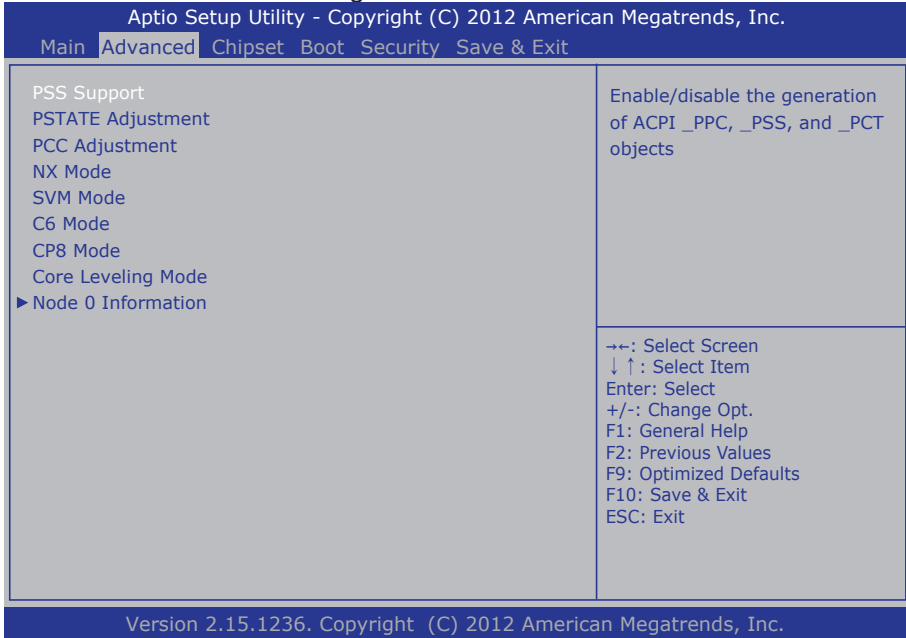 Aptio Setup Utility - Copyright (C) 2012 American Megatrends, Inc.
Main Advanced Chipset Boot Security Save & Exit
PSS Support
PSTATE Adjustment
PCC Adjustment
NX Mode
SVM Mode
C6 Mode
CP8 Mode
Core Leveling Mode
►Node 0 Information
Enable/disable the generation
of ACPI _PPC, _PSS, and _PCT
objects
→←: Select Screen
↓↑: Select Item
Enter: Select
+/-: Change Opt.
F1: General Help
F2: Previous Values
F9: Optimized Defaults
F10: Save & Exit
ESC: Exit
Version 2.15.1236. Copyright (C) 2012 American Megatrends, Inc.